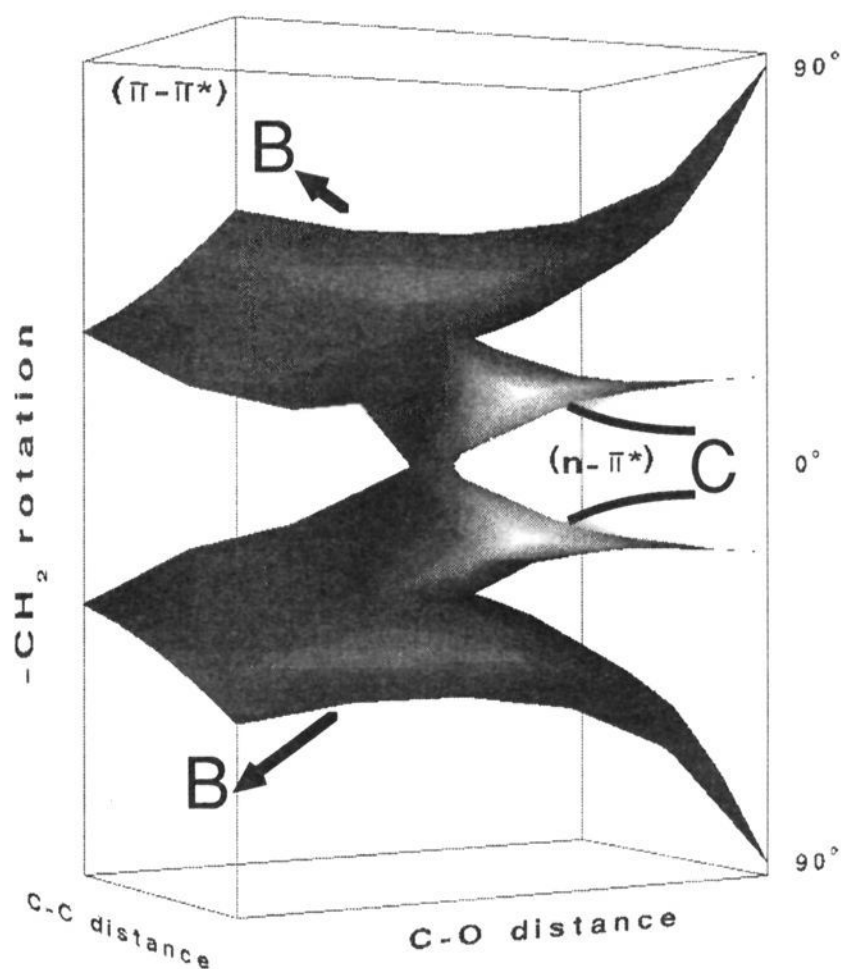 90°
(π-π*)
B
(n-π*)
C
0°
-CH₂ rotation
B
90°
C-C distance
C-O distance